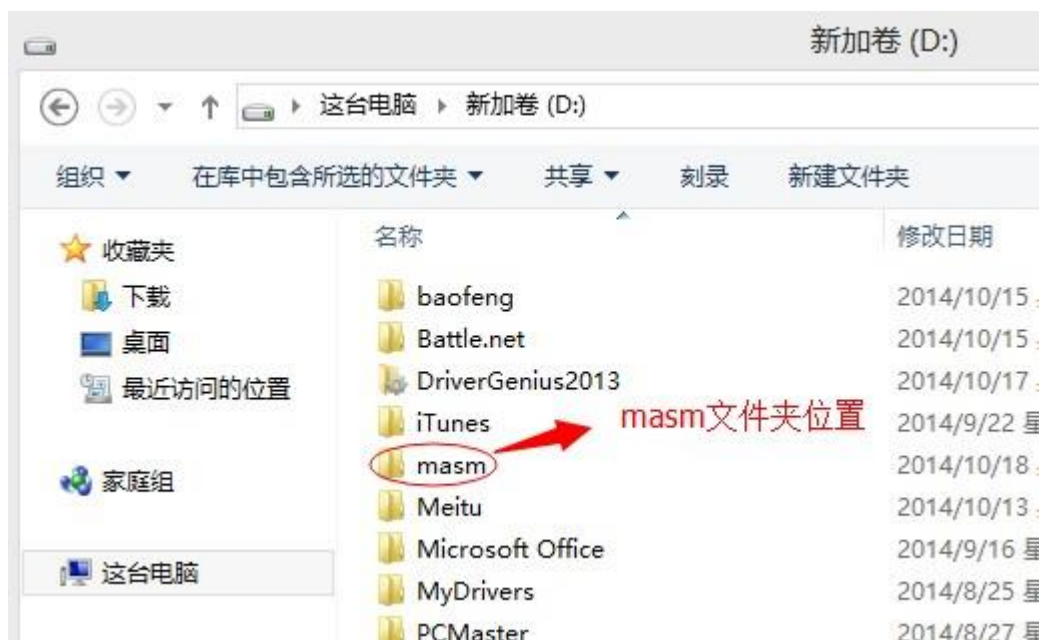 新加卷 (D:)
这台电脑 新加卷 (D:)
组织 在库中包含所选的文件夹 共享 刻录 新建文件夹
名称 修改日期
收藏夹
下载
桌面
最近访问的位置
家庭组
这台电脑
baofeng 2014/10/15
Battle.net 2014/10/15
DriverGenius2013 2014/10/17
iTunes 2014/9/22 星
masm 2014/10/18
Meitu 2014/10/13
Microsoft Office 2014/9/16 星
MyDrivers 2014/8/25 星
PCMaster 2014/8/27 星
masm文件夹位置